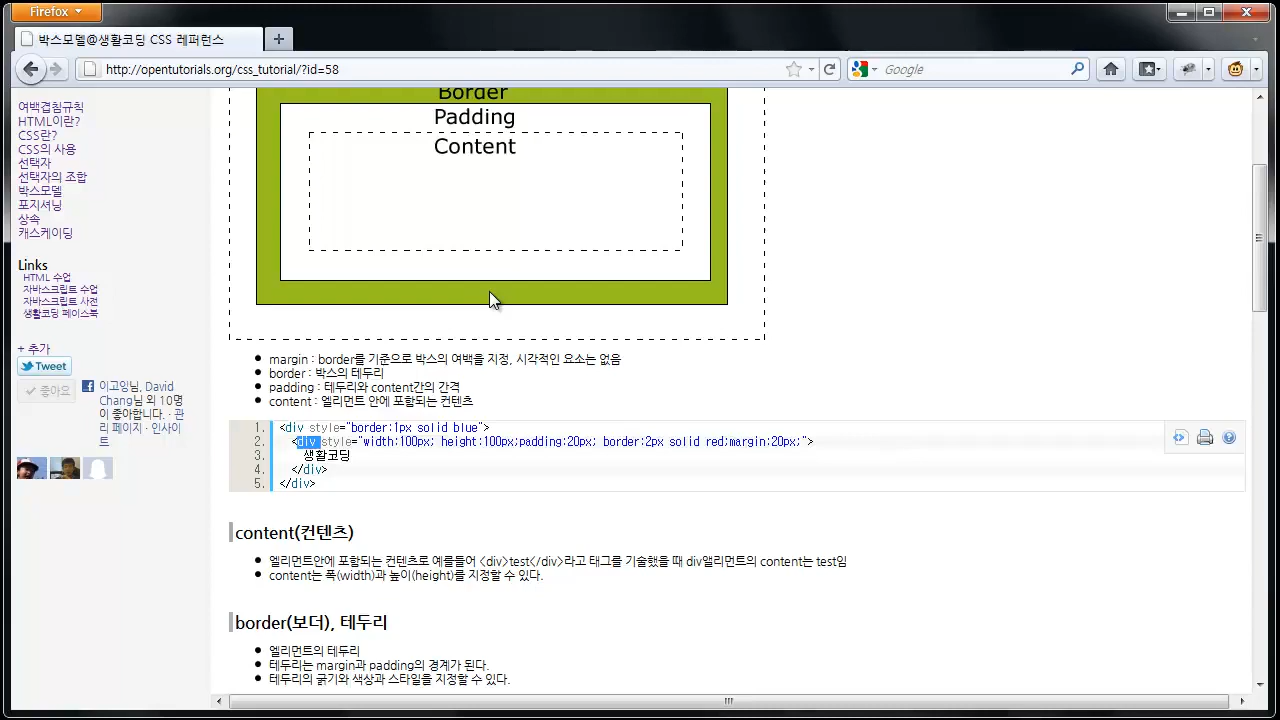 Firefox
박스모델@생활코딩 CSS 레퍼런스
http://opentutorials.org/css_tutorial/?id=58
Google
여백겹침규칙
HTML이란?
CSS란?
CSS의 사용
선택자
선택자의 조합
박스모델
포지셔닝
상속
캐스케이딩
Links
HTML 수업
자바스크립트 수업
자바스크립트 사전
생활코딩 페이스북
+ 추가
Tweet
좋아요
이고잉님, David
Chang님 외 10명
이 좋아합니다. · 관
리 페이지 · 인사이
트
Border
Padding
Content
margin : border를 기준으로 박스의 여백을 지정, 시각적인 요소는 없음
border : 박스의 테두리
padding : 테두리와 content간의 간격
content : 엘리먼트 안에 포함되는 컨텐츠
1. <div style="border:1px solid blue">
2. <div style="width:100px; height:100px;padding:20px; border:2px solid red;margin:20px;">
3. 생활코딩
4. </div>
5. </div>
content(컨텐츠)
엘리먼트안에 포함되는 컨텐츠로 예를들어 <div>test</div>라고 태그를 기술했을 때 div엘리먼트의 content는 test임
content는 폭(width)과 높이(height)를 지정할 수 있다.
border(보더), 테두리
엘리먼트의 테두리
테두리는 margin과 padding의 경계가 된다.
테두리의 굵기와 색상과 스타일을 지정할 수 있다.